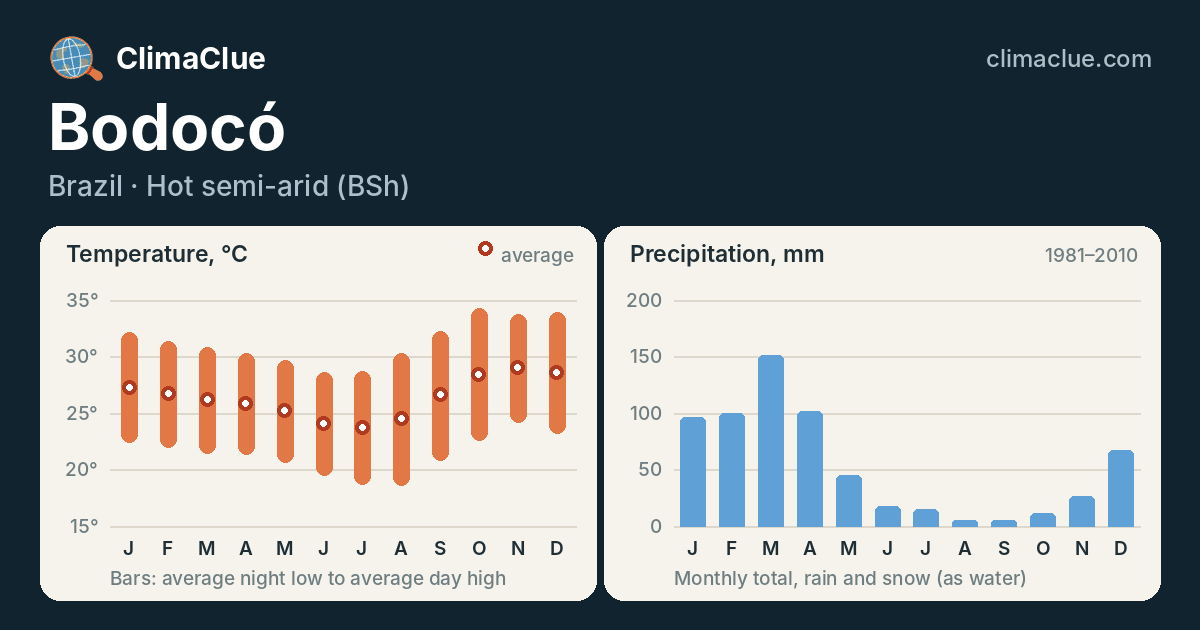 ClimaClue
climaclue.com
Bodocó
Brazil · Hot semi-arid (BSh)
Temperature, °C
average
35°
30°
25°
20°
15°
J F M A M J J A S O N D
Bars: average night low to average day high
Precipitation, mm
1981–2010
200
150
100
50
0
J F M A M J J A S O N D
Monthly total, rain and snow (as water)